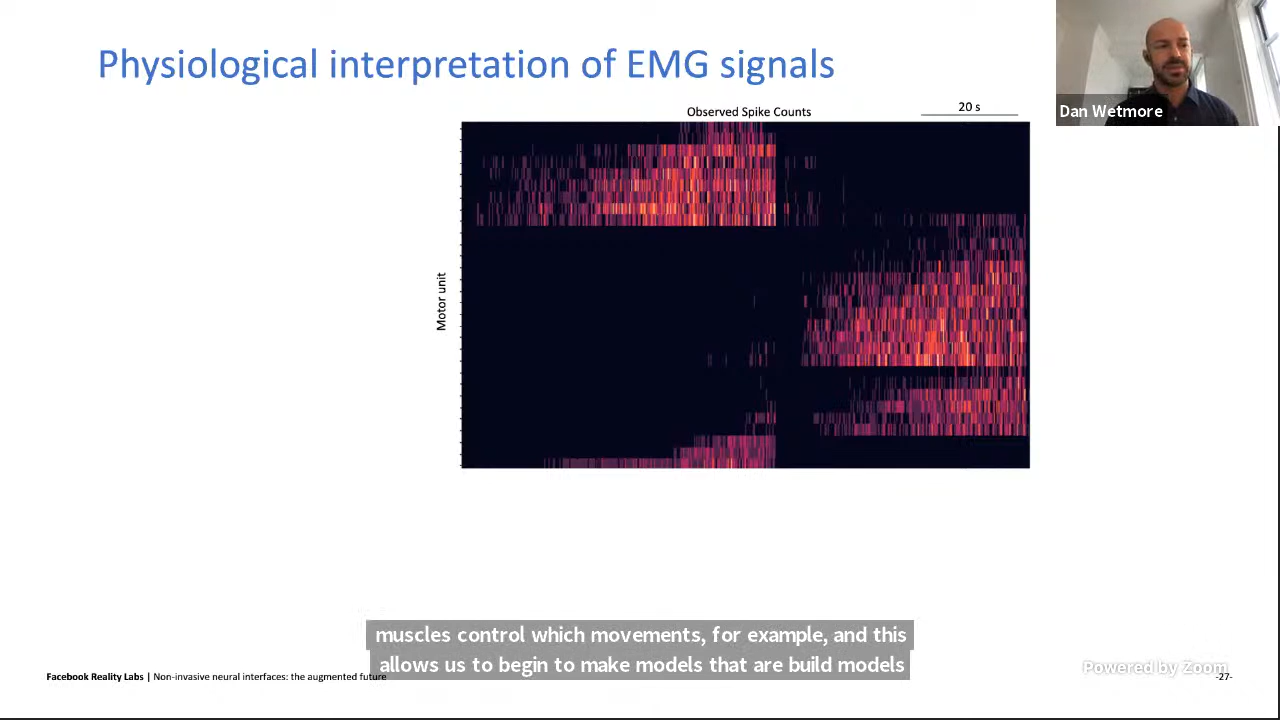 Physiological interpretation of EMG signals
Observed Spike Counts
20 s
Dan Wetmore
Motor unit
muscles control which movements, for example, and this
allows us to begin to make models that are build models
Facebook Reality Labs | Non-invasive neural interfaces: the augmented future
Powered by Zoom
-27-